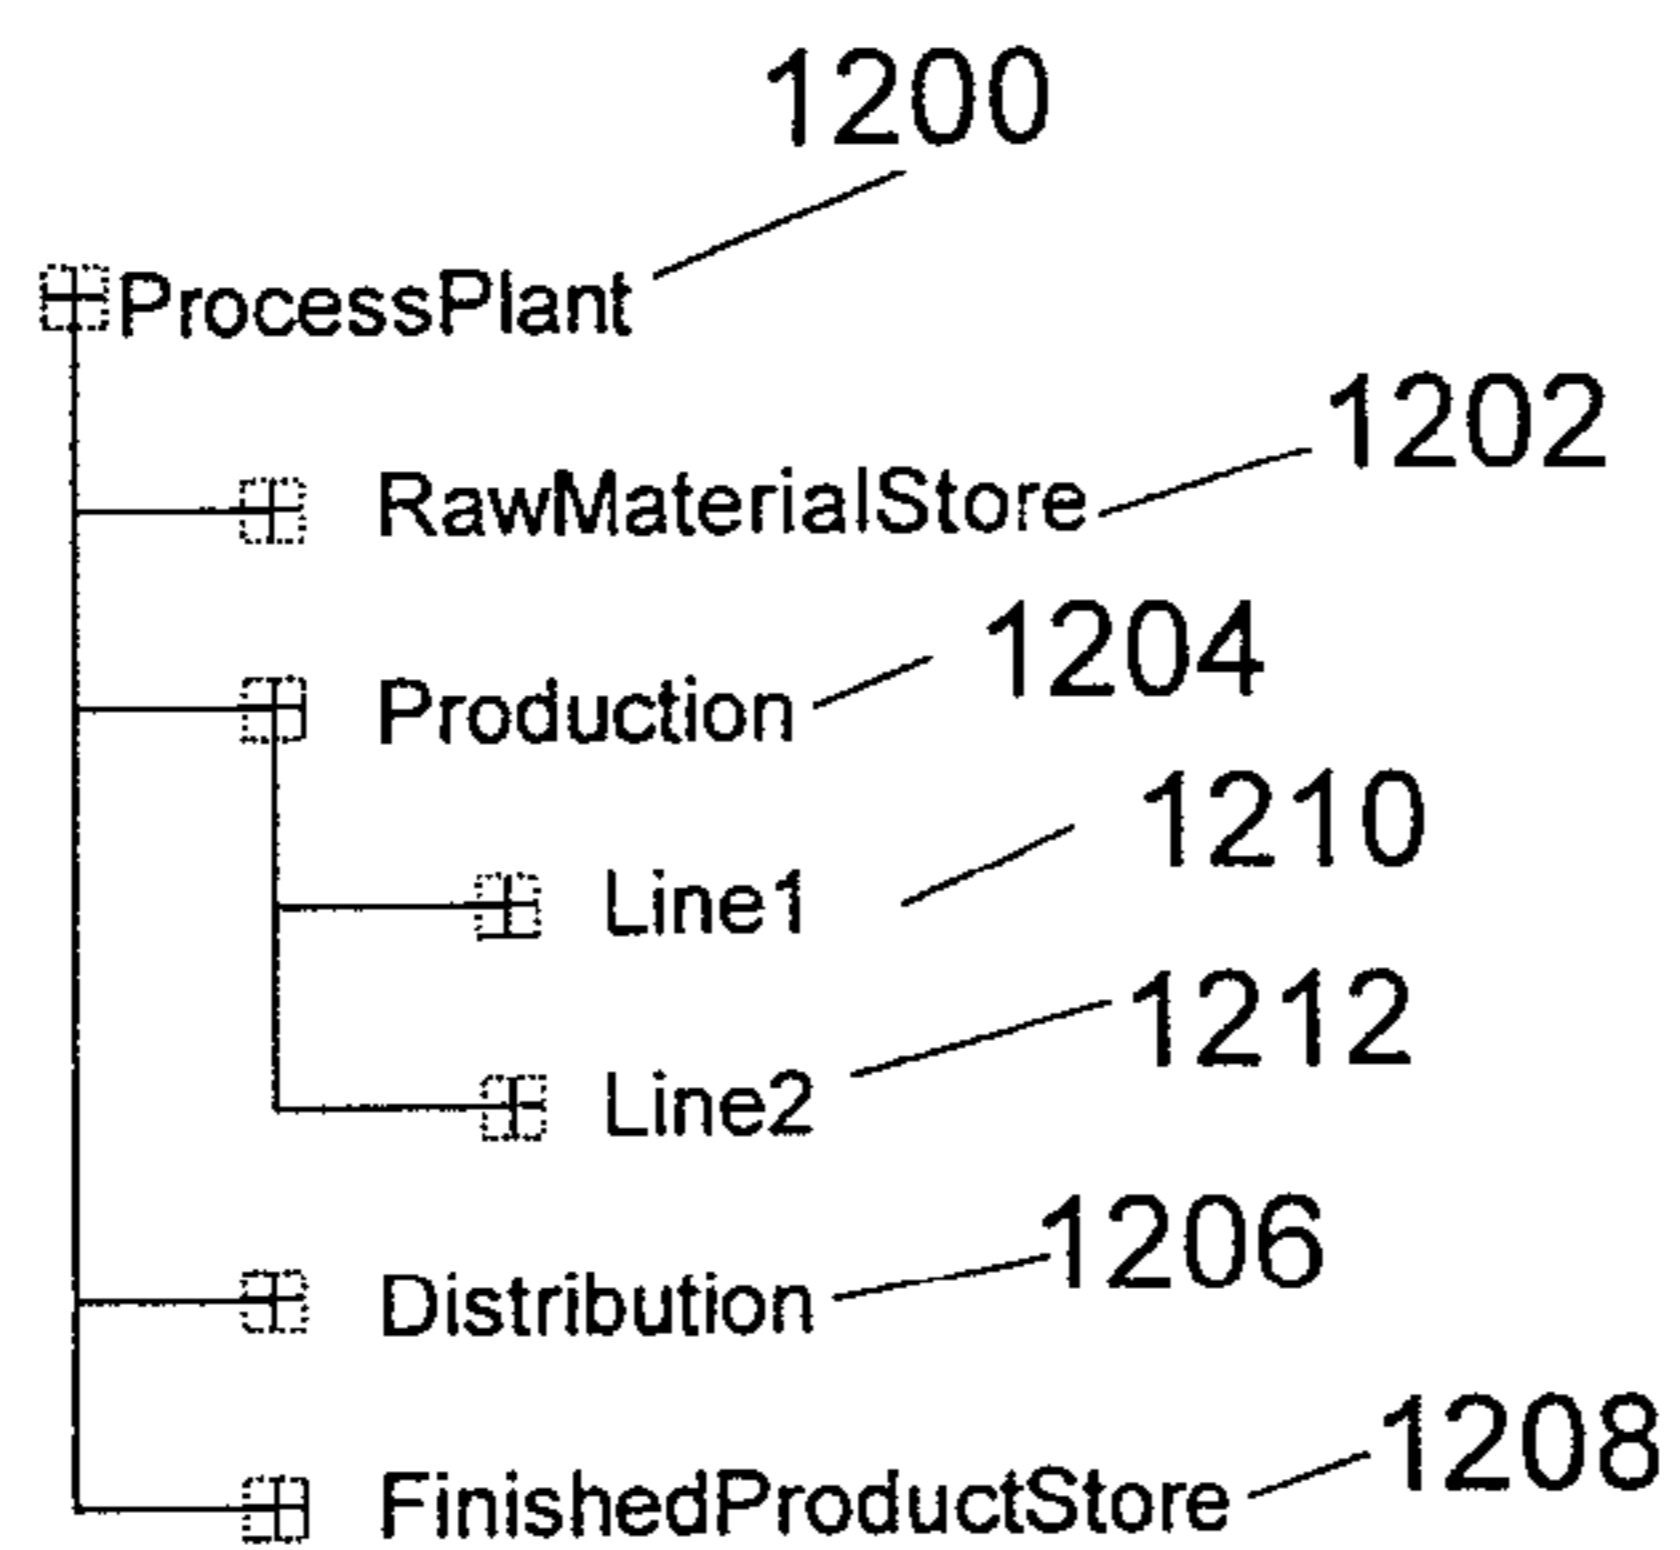 1200
ProcessPlant
1202
RawMaterialStore
1204
Production
1210
Line1
1212
Line2
1206
Distribution
1208
FinishedProductStore